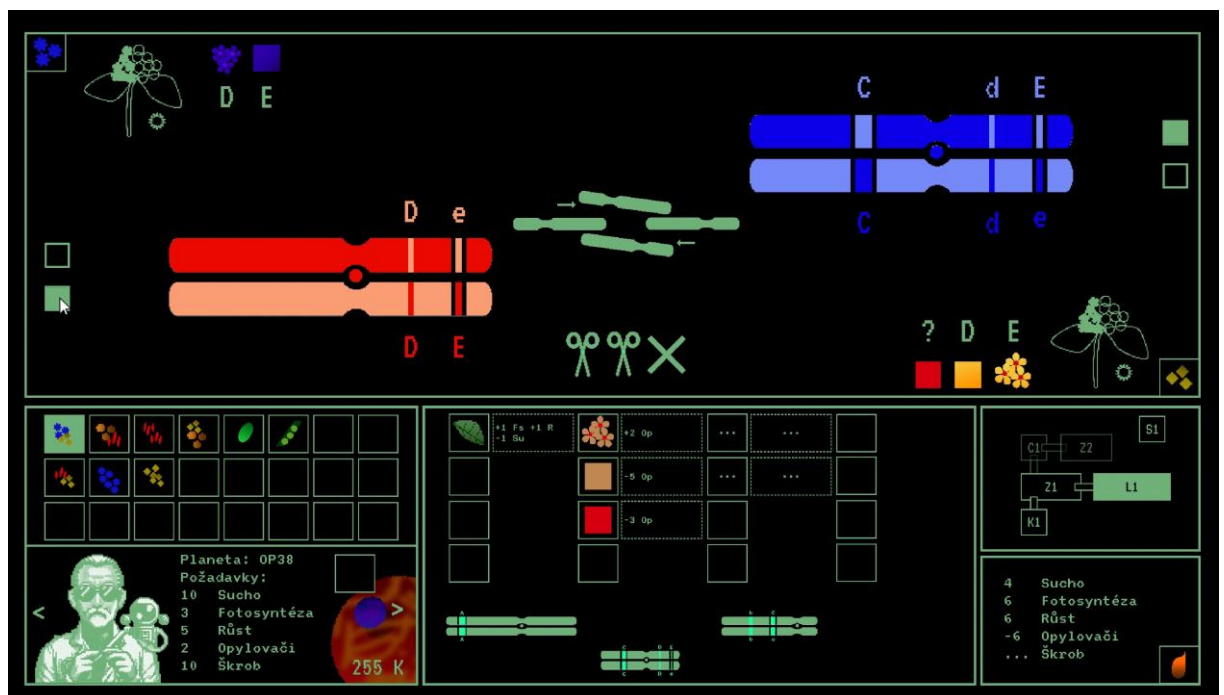 D E
C d E
C d e
D e
D E
? D E
+1 Fs +1 R
-1 Su
+2 Op
...
...
-5 Op
...
...
-3 Op
C1
Z2
S1
Z1
L1
K1
<
Planeta: OP38
Požadavky:
10 Sucho
3 Fotosyntéza
5 Růst
2 Opylovači
10 Škrob
>
255 K
4 Sucho
6 Fotosyntéza
6 Růst
-6 Opylovači
... Škrob